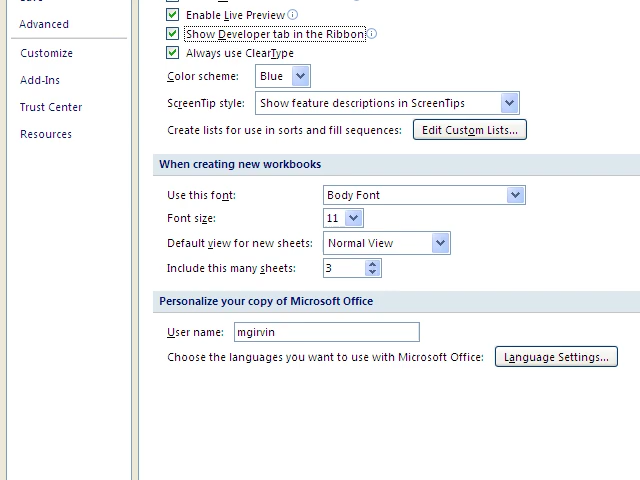 Advanced
Customize
Add-Ins
Trust Center
Resources
Enable Live Preview
Show Developer tab in the Ribbon
Always use ClearType
Color scheme: Blue
ScreenTip style: Show feature descriptions in ScreenTips
Create lists for use in sorts and fill sequences: Edit Custom Lists...
When creating new workbooks
Use this font: Body Font
Font size: 11
Default view for new sheets: Normal View
Include this many sheets: 3
Personalize your copy of Microsoft Office
User name: mgirvin
Choose the languages you want to use with Microsoft Office: Language Settings...